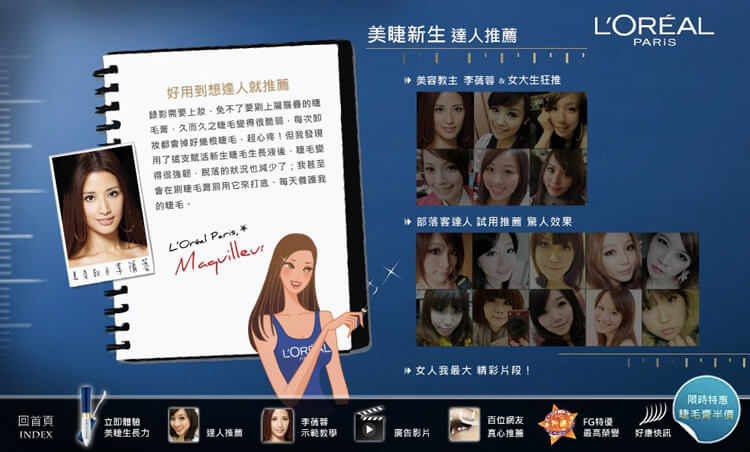 美睫新生 達人推薦
L'ORÉAL
PARIS
好用到想達人就推薦
錄影需要上妝，免不了要刷上層層疊的睫
毛膏，久而久之睫毛變得很脆弱，每次卸
妝都會掉好幾根睫毛，超心疼！但我發現
用了這支賦活新生睫毛生長液後，睫毛變
得很強韌，脫落的狀況也減少了；我甚至
會在刷睫毛膏前用它來打底，每天養護我
的睫毛。
L'Oréal Paris,*
Maquilleur
美容教主李蒨蓉
L'ORÉAL
美容教主 李蒨蓉 & 女大生狂推
部落客達人 試用推薦 驚人效果
女人我最大 精彩片段！
回首頁
INDEX
立即體驗
美睫生長力
達人推薦
李蒨蓉
示範教學
廣告影片
百位網友
真心推薦
FG特優
最高榮譽
好康快訊
限時特惠
睫毛膏半價